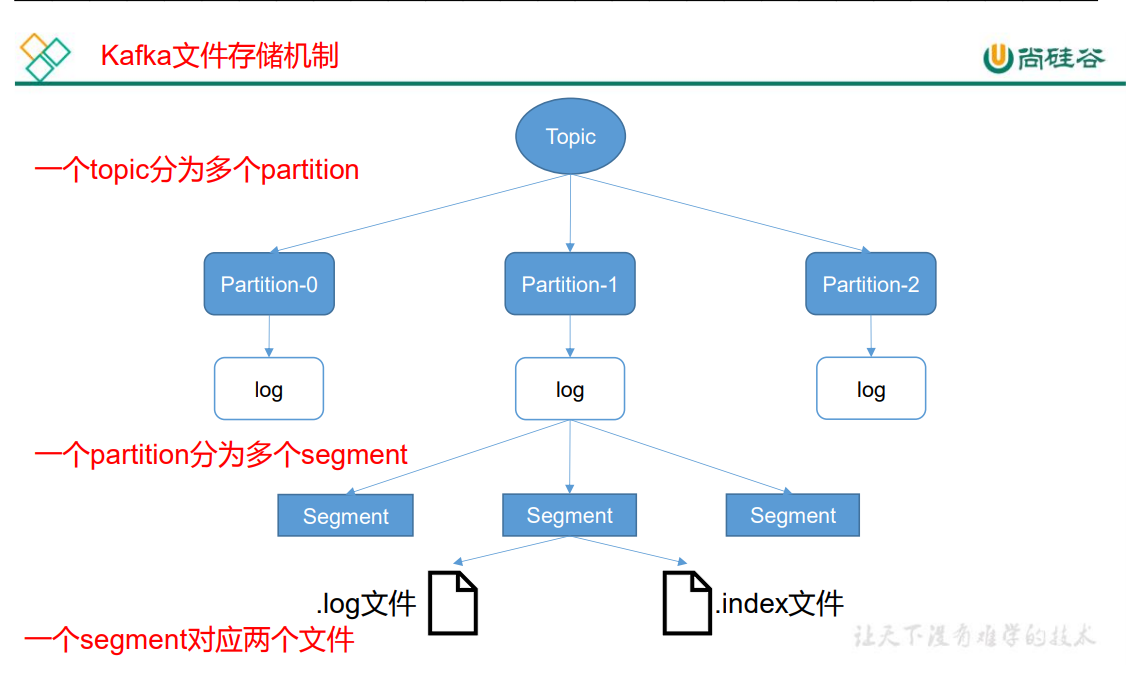 Kafka文件存储机制
尚硅谷
Topic
一个topic分为多个partition
Partition-0
Partition-1
Partition-2
log
log
log
一个partition分为多个segment
Segment
Segment
Segment
.log文件
.index文件
一个segment对应两个文件
让天下没有难学的技术